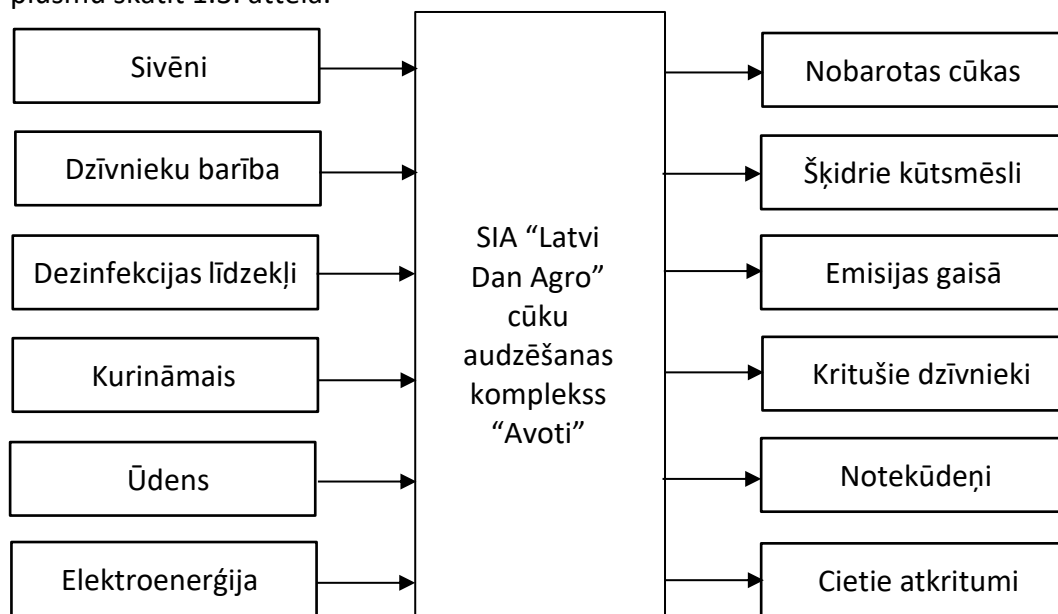 plūsmu skatīt 1.3. attēlā.
Sivēni
Dzīvnieku barība
Dezinfekcijas līdzekļi
Kurināmais
Ūdens
Elektroenerģija
SIA “Latvi
Dan Agro”
cūku
audzēšanas
komplekss
“Avoti”
Nobarotas cūkas
Šķidrie kūtsmēsli
Emisijas gaisā
Kritušie dzīvnieki
Notekūdeņi
Cietie atkritumi